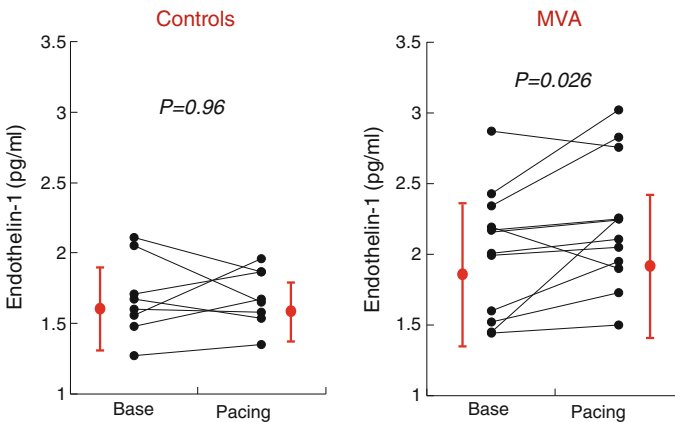 Controls
3.5
3
2.5
2
1.5
1
Endothelin-1 (pg/ml)
P=0.96
Base
Pacing
MVA
3.5
3
2.5
2
1.5
1
Endothelin-1 (pg/ml)
P=0.026
Base
Pacing